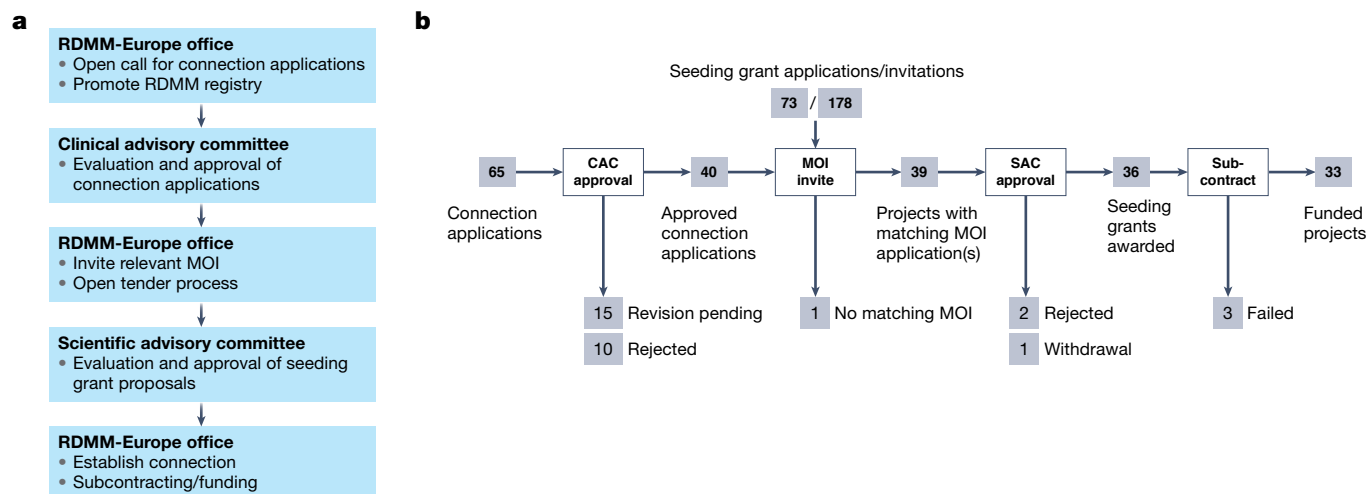 a
RDMM-Europe office
• Open call for connection applications
• Promote RDMM registry
Clinical advisory committee
• Evaluation and approval of
connection applications
RDMM-Europe office
• Invite relevant MOI
• Open tender process
Scientific advisory committee
• Evaluation and approval of seeding
grant proposals
RDMM-Europe office
• Establish connection
• Subcontracting/funding
b
Seeding grant applications/invitations
73 / 178
65
CAC
approval
40
MOI
invite
39
SAC
approval
36
Sub-
contract
33
Connection
applications
Approved
connection
applications
Projects with
matching MOI
application(s)
Seeding
grants
awarded
Funded
projects
15 Revision pending
10 Rejected
1 No matching MOI
2 Rejected
1 Withdrawal
3 Failed